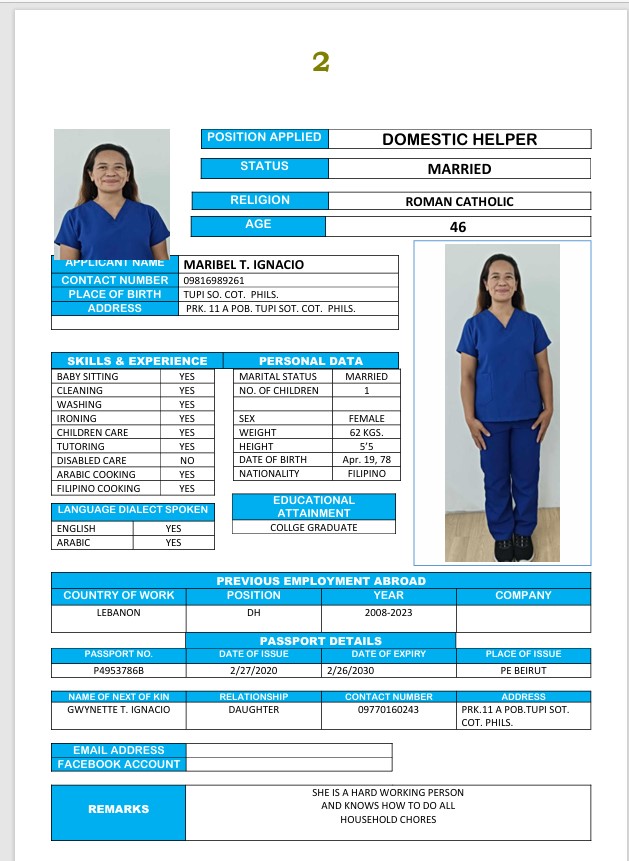 2
POSITION APPLIED DOMESTIC HELPER
STATUS MARRIED
RELIGION ROMAN CATHOLIC
AGE 46
APPLICANT NAME MARIBEL T. IGNACIO
CONTACT NUMBER 09816989261
PLACE OF BIRTH TUPI SO. COT. PHILS.
ADDRESS PRK. 11 A POB. TUPI SOT. COT. PHILS.
SKILLS & EXPERIENCE PERSONAL DATA
BABY SITTING YES MARITAL STATUS MARRIED
CLEANING YES NO. OF CHILDREN 1
WASHING YES
IRONING YES SEX FEMALE
CHILDREN CARE YES WEIGHT 62 KGS.
TUTORING YES HEIGHT 5'5
DISABLED CARE NO DATE OF BIRTH Apr. 19, 78
ARABIC COOKING YES NATIONALITY FILIPINO
FILIPINO COOKING YES
LANGUAGE DIALECT SPOKEN
ENGLISH YES
ARABIC YES
EDUCATIONAL
ATTAINMENT
COLLGE GRADUATE
PREVIOUS EMPLOYMENT ABROAD
COUNTRY OF WORK POSITION YEAR COMPANY
LEBANON DH 2008-2023
PASSPORT DETAILS
PASSPORT NO. DATE OF ISSUE DATE OF EXPIRY PLACE OF ISSUE
P4953786B 2/27/2020 2/26/2030 PE BEIRUT
NAME OF NEXT OF KIN RELATIONSHIP CONTACT NUMBER ADDRESS
GWYNETTE T. IGNACIO DAUGHTER 09770160243 PRK.11 A POB.TUPI SOT.
COT. PHILS.
EMAIL ADDRESS
FACEBOOK ACCOUNT
REMARKS
SHE IS A HARD WORKING PERSON
AND KNOWS HOW TO DO ALL
HOUSEHOLD CHORES